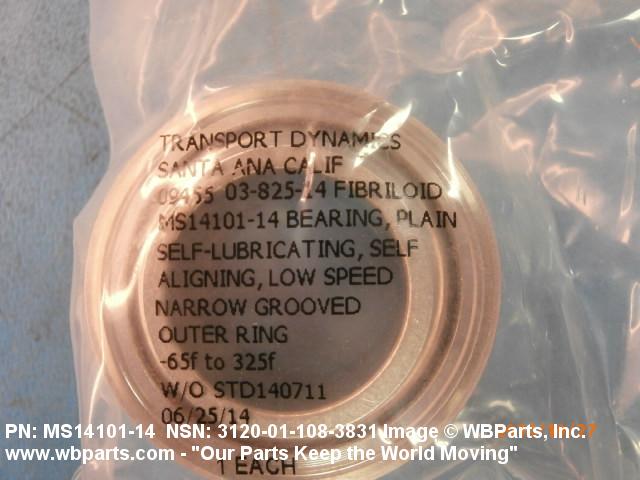 TRANSPORT DYNAMICS
SANTA ANA CALIF
09455 03-825-14 FIBRILOID
MS14101-14 BEARING, PLAIN
SELF-LUBRICATING, SELF
ALIGNING, LOW SPEED
NARROW GROOVED
OUTER RING
-65f to 325f
W/O STD140711
06/25/14
1 EACH
PN: MS14101-14 NSN: 3120-01-108-3831 Image © WBParts, Inc.
www.wbparts.com - "Our Parts Keep the World Moving"